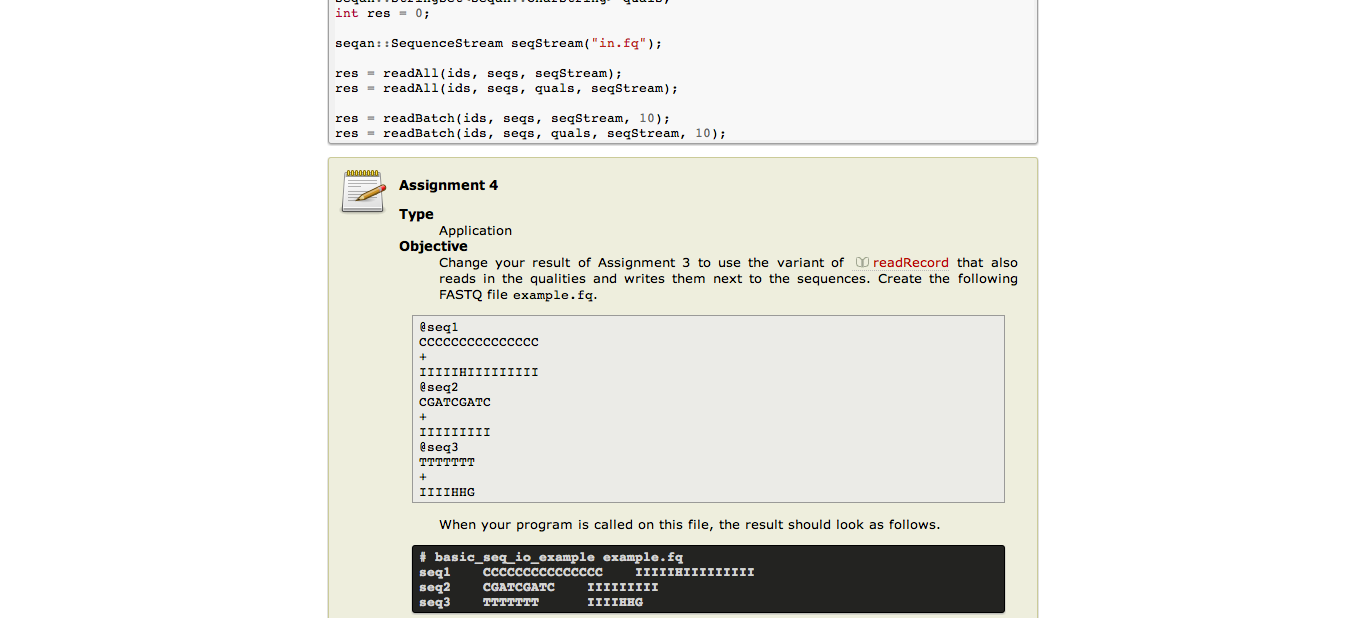 int res = 0;
seqan::SequenceStream seqStream("in.fq");
res = readAll(ids, seqs, seqStream);
res = readAll(ids, seqs, quals, seqStream);
res = readBatch(ids, seqs, seqStream, 10);
res = readBatch(ids, seqs, quals, seqStream, 10);
Assignment 4
Type
Application
Objective
Change your result of Assignment 3 to use the variant of readRecord that also
reads in the qualities and writes them next to the sequences. Create the following
FASTQ file example.fq.
@seq1
CCCCCCCCCCCCCCC
+
IIIIIHIIIIIIIII
@seq2
CGATCGATC
+
IIIIIIIII
@seq3
TTTTTTT
+
IIIIHHG
When your program is called on this file, the result should look as follows.
# basic_seq_io_example example.fq
seq1    CCCCCCCCCCCCCCC    IIIIIHIIIIIIIII
seq2    CGATCGATC    IIIIIIIII
seq3    TTTTTTT      IIIIHHG